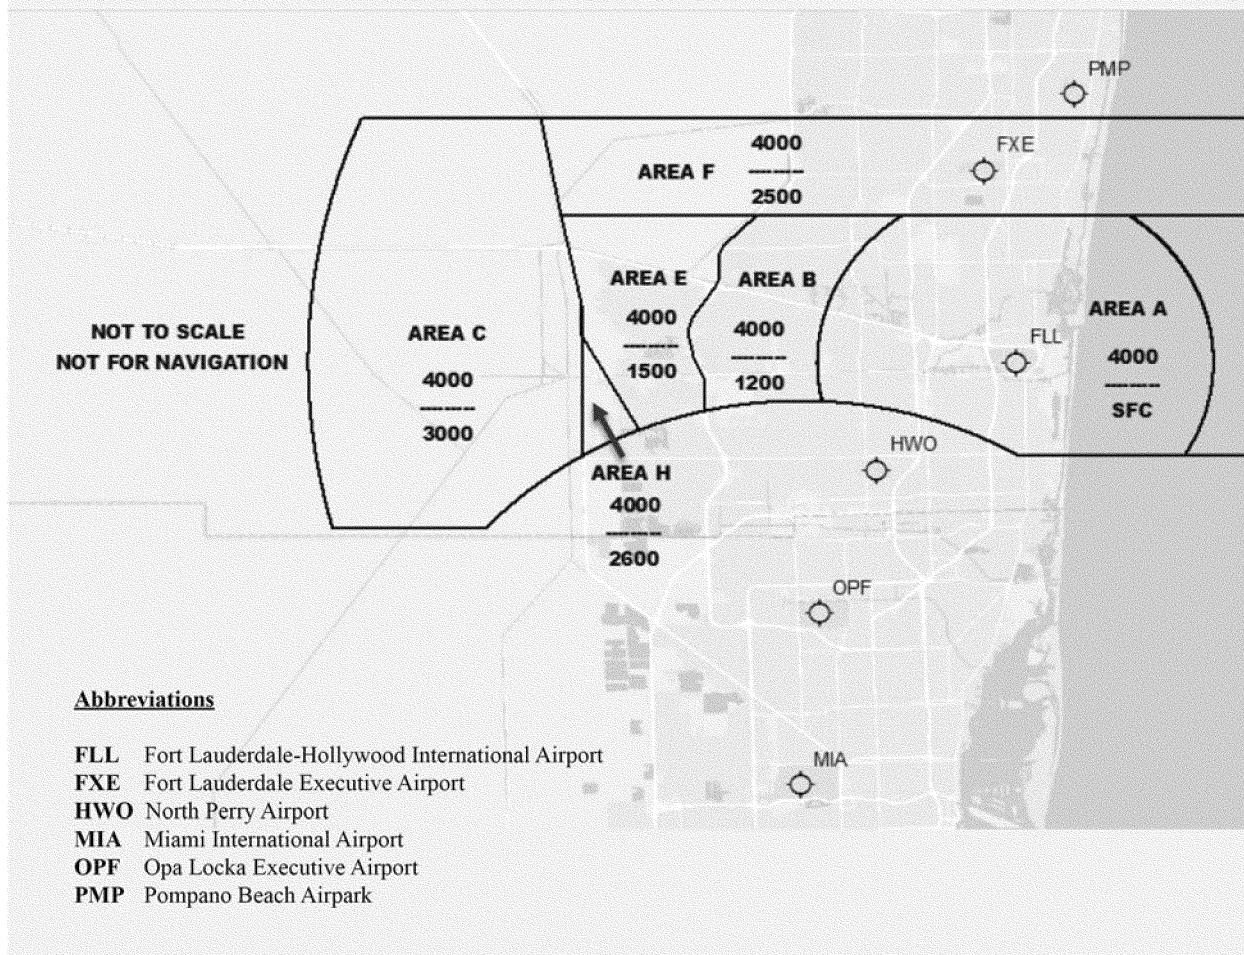 PMP
FXE
AREA F
4000
-------
2500
AREA E
4000
-------
1500
AREA B
4000
-------
1200
AREA A
4000
-------
SFC
FLL
NOT TO SCALE
NOT FOR NAVIGATION
AREA C
4000
-------
3000
HWO
AREA H
4000
-------
2600
OPF
MIA
Abbreviations
FLL Fort Lauderdale-Hollywood International Airport
FXE Fort Lauderdale Executive Airport
HWO North Perry Airport
MIA Miami International Airport
OPF Opa Locka Executive Airport
PMP Pompano Beach Airpark